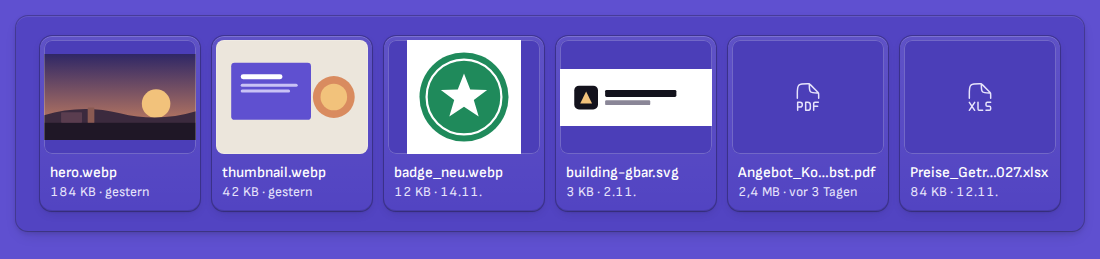 PDF
XLS
hero.webp
184 KB · gestern
thumbnail.webp
42 KB · gestern
badge_neu.webp
12 KB · 14.11.
building-gbar.svg
3 KB · 2.11.
Angebot_Ko...bst.pdf
2,4 MB · vor 3 Tagen
Preise_Getr...027.xlsx
84 KB · 12.11.